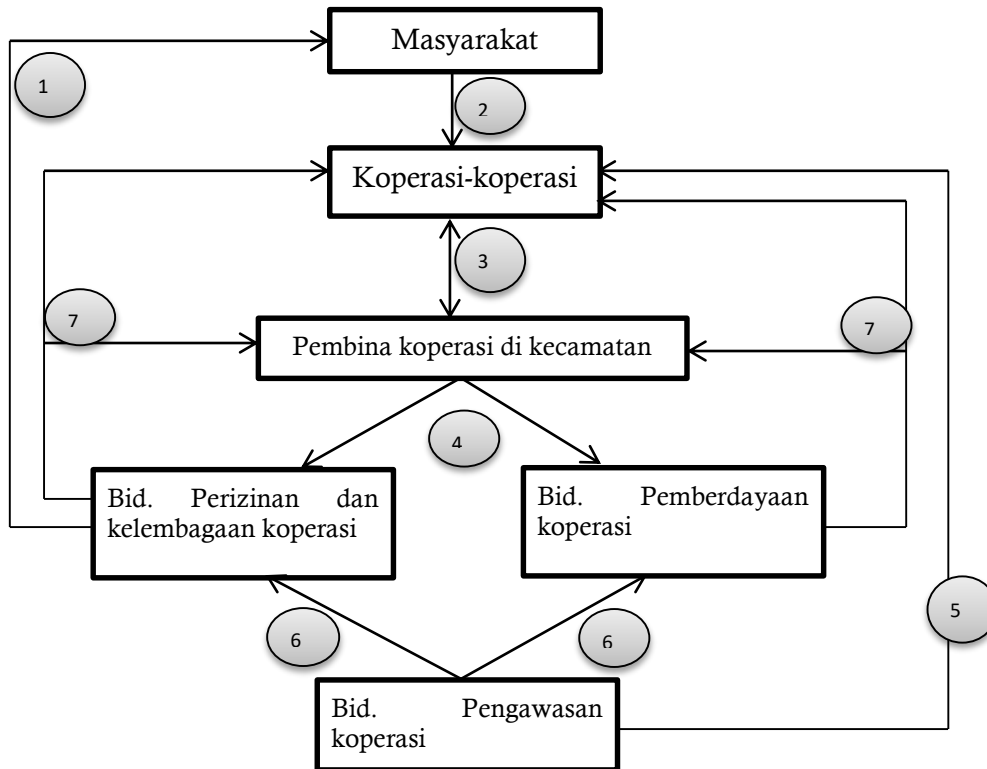 Masyarakat
1
2
Koperasi-koperasi
3
7
Pembina koperasi di kecamatan
7
4
Bid. Perizinan dan
kelembagaan koperasi
Bid. Pemberdayaan
koperasi
5
6
6
Bid. Pengawasan
koperasi